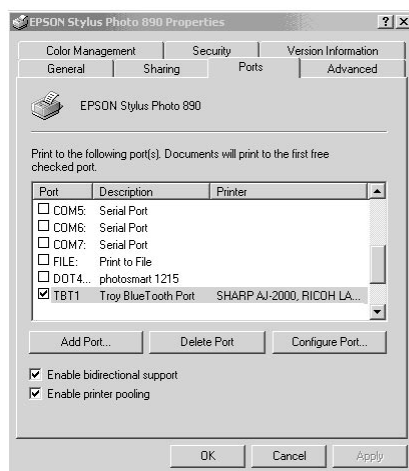 EPSON Stylus Photo 890 Properties
Color Management Security Version Information
General Sharing Ports Advanced
EPSON Stylus Photo 890
Print to the following port(s). Documents will print to the first free
checked port.
Port Description Printer
COM5: Serial Port
COM6: Serial Port
COM7: Serial Port
FILE: Print to File
DOT4... photosmart 1215
TBT1 Troy BlueTooth Port SHARP AJ-2000, RICOH LA...
Add Port... Delete Port Configure Port...
Enable bidirectional support
Enable printer pooling
OK Cancel Apply